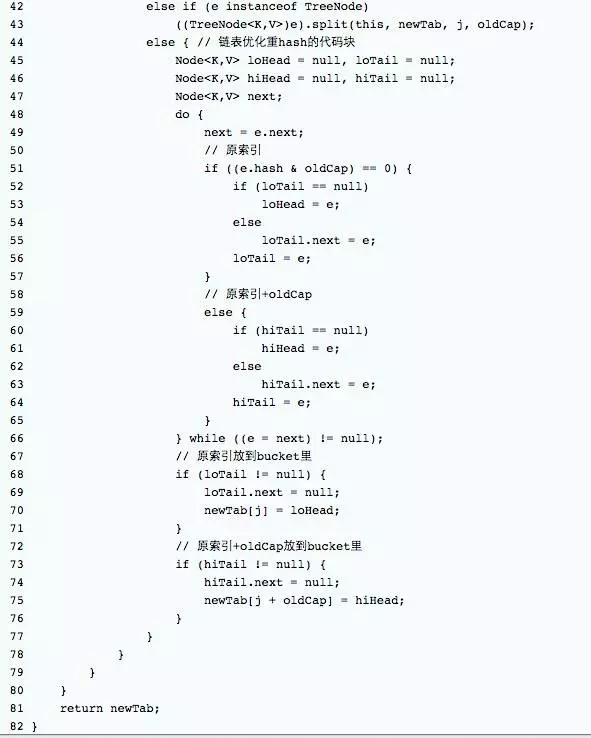 42                 else if (e instanceof TreeNode)
43                     ((TreeNode<K,V>)e).split(this, newTab, j, oldCap);
44                 else { // 链表优化重hash的代码块
45                     Node<K,V> loHead = null, loTail = null;
46                     Node<K,V> hiHead = null, hiTail = null;
47                     Node<K,V> next;
48                     do {
49                         next = e.next;
50                         // 原索引
51                         if ((e.hash & oldCap) == 0) {
52                             if (loTail == null)
53                                 loHead = e;
54                             else
55                                 loTail.next = e;
56                             loTail = e;
57                         }
58                         // 原索引+oldCap
59                         else {
60                             if (hiTail == null)
61                                 hiHead = e;
62                             else
63                                 hiTail.next = e;
64                             hiTail = e;
65                         }
66                     } while ((e = next) != null);
67                     // 原索引放到bucket里
68                     if (loTail != null) {
69                         loTail.next = null;
70                         newTab[j] = loHead;
71                     }
72                     // 原索引+oldCap放到bucket里
73                     if (hiTail != null) {
74                         hiTail.next = null;
75                         newTab[j + oldCap] = hiHead;
76                     }
77                 }
78             }
79         }
80     }
81     return newTab;
82 }